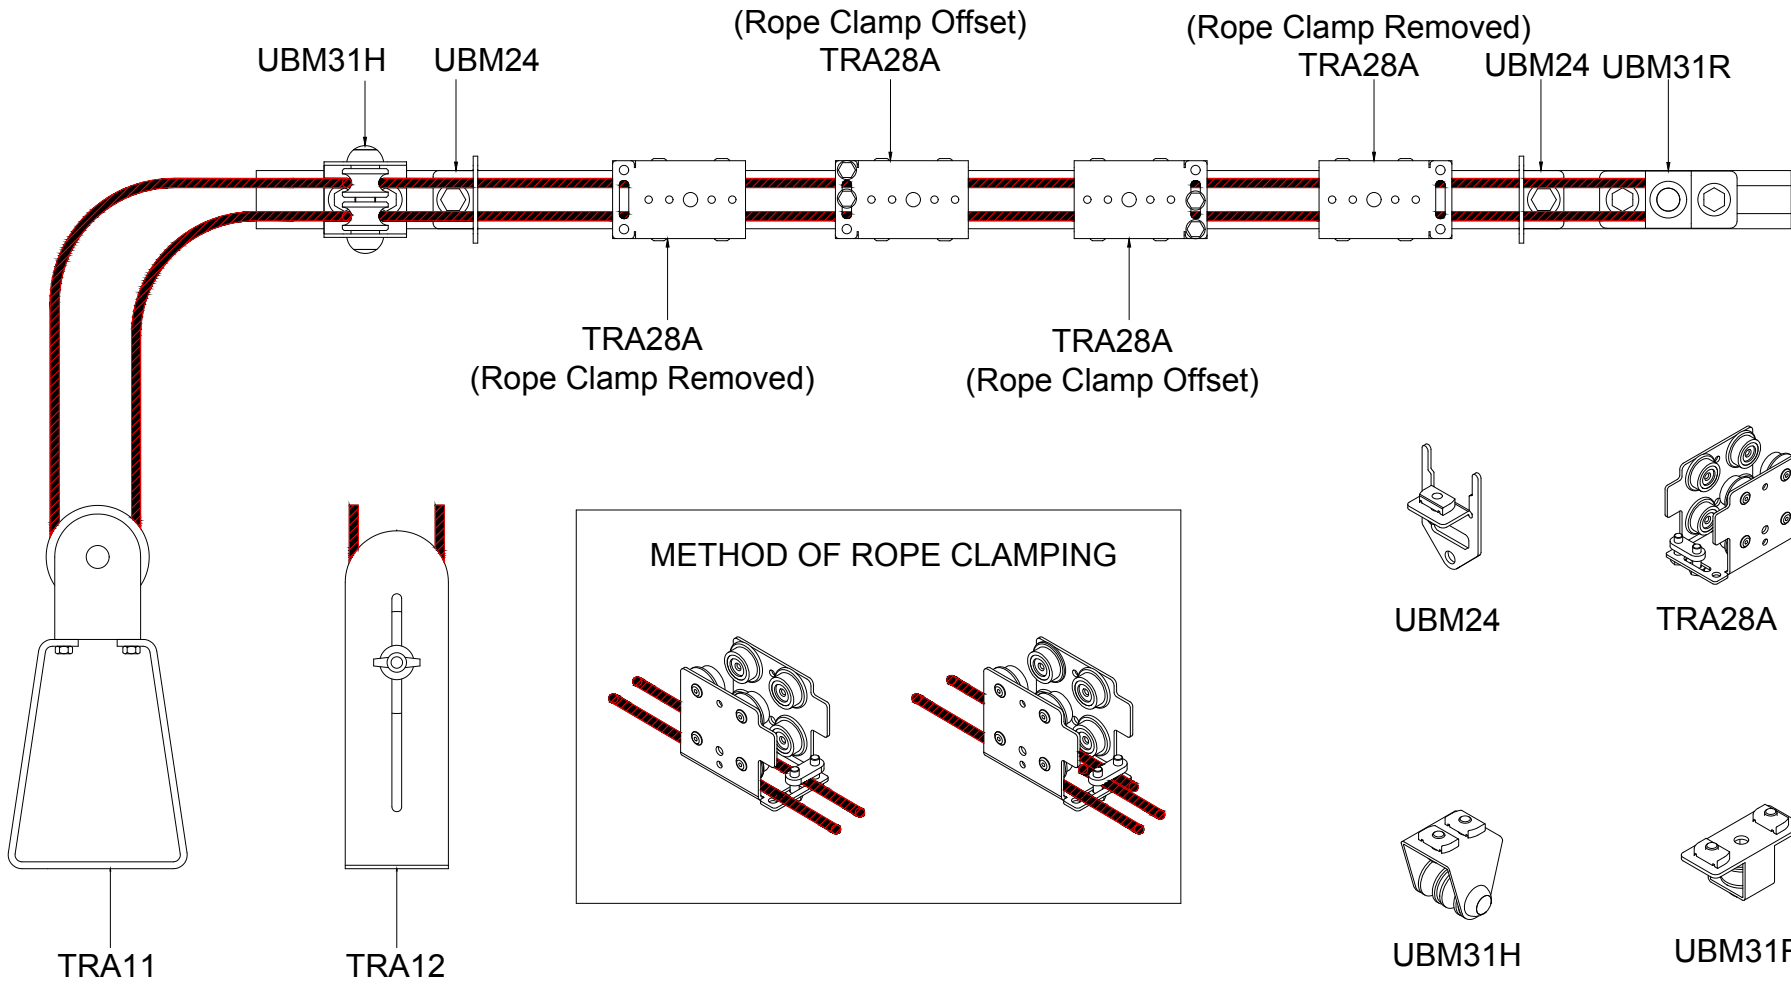 (Rope Clamp Offset)
(Rope Clamp Removed)
UBM31H
UBM24
TRA28A
TRA28A
UBM24
UBM31R
TRA28A
(Rope Clamp Removed)
TRA28A
(Rope Clamp Offset)
METHOD OF ROPE CLAMPING
UBM24
TRA28A
UBM31H
UBM31R
TRA11
TRA12